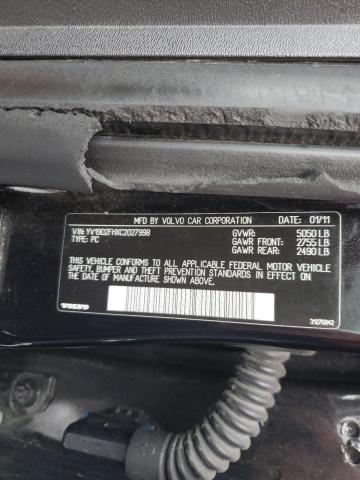 MFD BY VOLVO CAR CORPORATION DATE: 01/11
VIN: YV1902FHXC2027998 GVWR: 5050 LB
TYPE: PC GAWR FRONT: 2755 LB
GAWR REAR: 2490 LB
THIS VEHICLE CONFORMS TO ALL APPLICABLE FEDERAL MOTOR VEHICLE
SAFETY, BUMPER AND THEFT PREVENTION STANDARDS IN EFFECT ON THE
DATE OF MANUFACTURE SHOWN ABOVE.
VOLVO 31276942